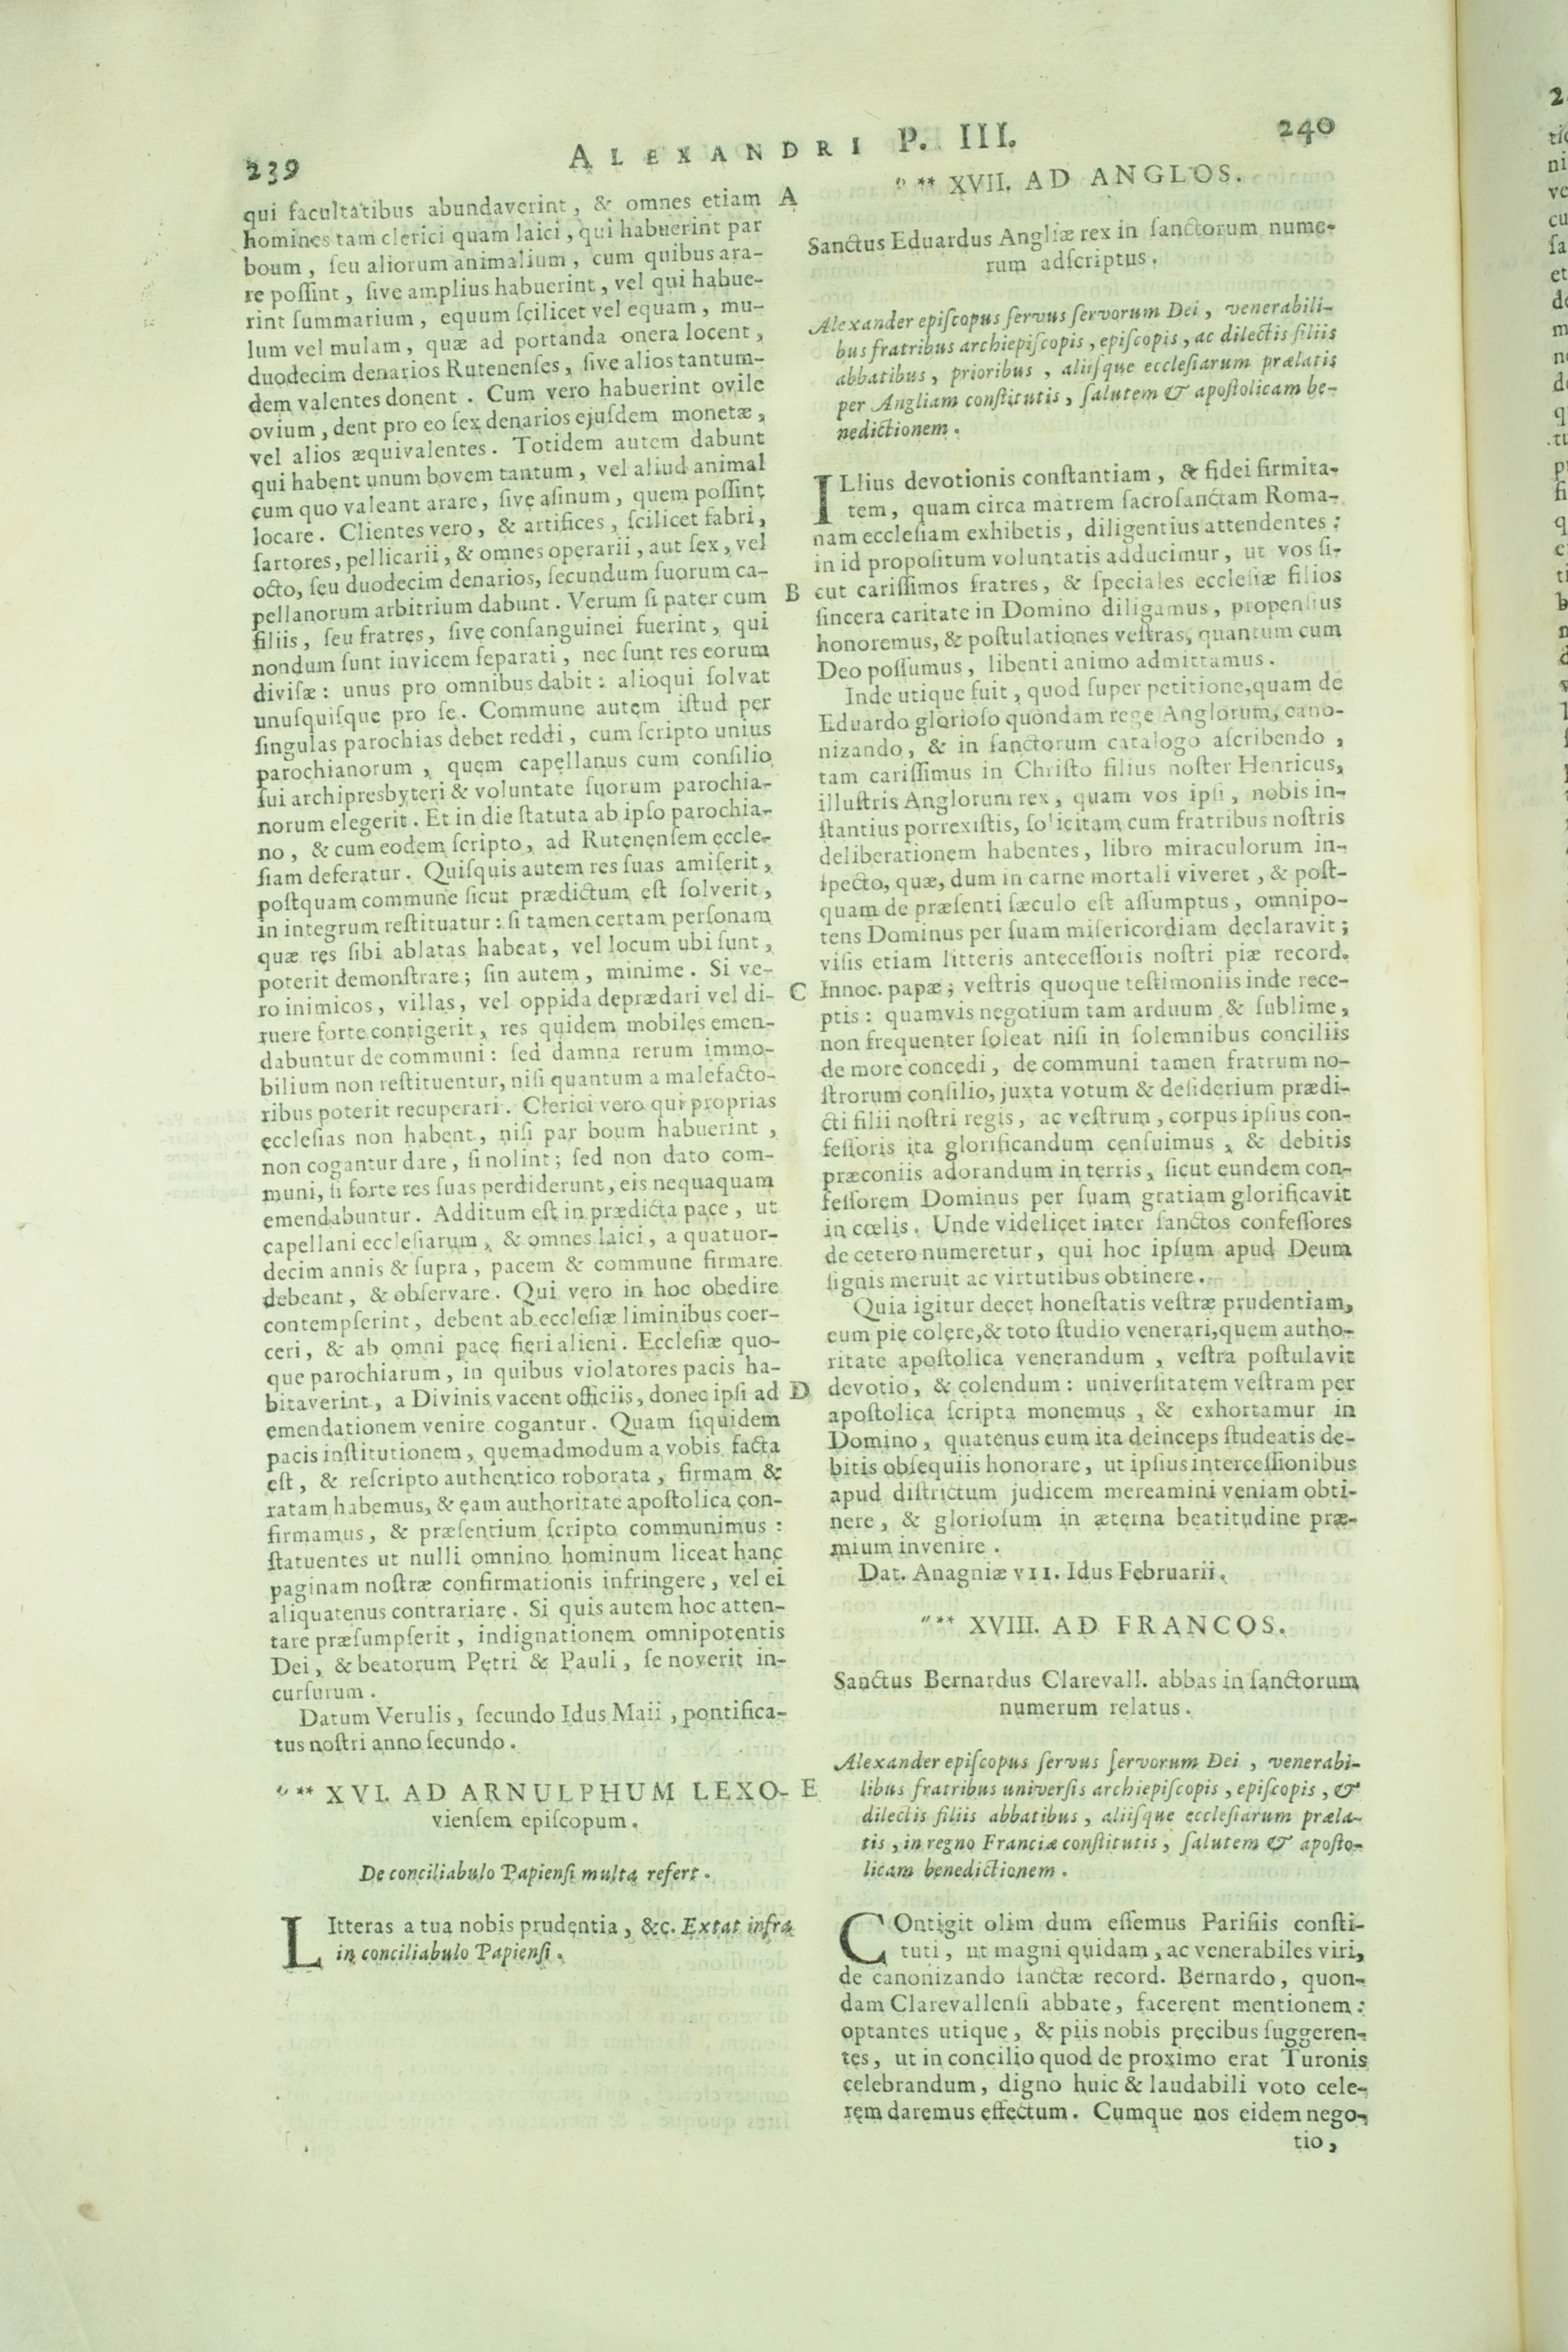 239
ALEXANDRI P. III.
240
qui facultatibus abundaverint, & omnes etiam
homines tam clerici quam laici, qui habuerint par
boum, ſeu aliorum animalium, cum quibus ara-
re poſſint, ſive amplius habuerint, vel qui habue-
rint ſummarium, equum ſcilicet vel equam, mu-
lum vel mulam, quæ ad portanda onera locent,
duodecim denarios Rutenenſes, ſive alios tantum-
dem valentes donent. Cum vero habuerint ovile
ovium, dent pro eo ſex denarios ejuſdem monetæ,
vel alios æquivalentes. Totidem autem dabunt
qui habent unum bovem tantum, vel aliud animal
cum quo valeant arare, ſive aſinum, quem poſſint
locare. Clientes vero, & artifices, ſcilicet fabri,
ſartores, pellicarii, & omnes operarii, aut ſex, vel
octo, ſeu duodecim denarios, ſecundum ſuorum ca-
pellanorum arbitrium dabunt. Verum ſi pater cum
filiis, ſeu fratres, ſive conſanguinei fuerint, qui
nondum ſunt invicem ſeparati, nec ſunt res eorum
diviſæ: unus pro omnibus dabit: alioqui ſolvat
unuſquiſque pro ſe. Commune autem iſtud per
ſingulas parochias debet reddi, cum ſcripto unius
parochianorum, quem capellanus cum conſilio
ſui archipresbyteri & voluntate ſuorum parochia-
norum elegerit. Et in die ſtatuta ab ipſo parochia-
no, & cum eodem ſcripto, ad Rutenenſem eccle-
ſiam deferatur. Quiſquis autem res ſuas amiſerit,
poſtquam commune ſicut prædictum eſt ſolverit,
in integrum reſtituatur: ſi tamen certam perſonam
quæ res ſibi ablatas habeat, vel locum ubi ſunt,
poterit demonſtrare; ſin autem, minime. Si ve-
ro inimicos, villas, vel oppida deprædari vel di-
ruere forte contigerit, res quidem mobiles emen-
dabuntur de communi: ſed damna rerum immo-
bilium non reſtituentur, niſi quantum a malefacto-
ribus poterit recuperari. Clerici vero qui proprias
eccleſias non habent, niſi par boum habuerint,
non cogantur dare, ſi nolint; ſed non dato com-
muni, ſi forte res ſuas perdiderunt, eis nequaquam
emendabuntur. Additum eſt in prædicta pace, ut
capellani eccleſiarum, & omnes laici, a quatuor-
decim annis & ſupra, pacem & commune firmare
debeant, & obſervare. Qui vero in hoc obedire
contempſerint, debent ab eccleſiæ liminibus coer-
ceri, & ab omni pace fieri alieni. Eccleſiæ quo-
que parochiarum, in quibus violatores pacis ha-
bitaverint, a Divinis vacent officiis, donec ipſi ad
emendationem venire cogantur. Quam ſiquidem
pacis inſtitutionem, quemadmodum a vobis facta
eſt, & reſcripto authentico roborata, firmam &
ratam habemus, & eam authoritate apoſtolica con-
firmamus, & præſentium ſcripto communimus:
ſtatuentes ut nulli omnino hominum liceat hanc
paginam noſtræ confirmationis infringere, vel ei
aliquatenus contrariare. Si quis autem hoc atten-
tare præſumpſerit, indignationem omnipotentis
Dei, & beatorum Petri & Pauli, ſe noverit in-
curſurum.
Datum Verulis, ſecundo Idus Maii, pontifica-
tus noſtri anno ſecundo.
"** XVI. AD ARNULPHUM LEXO-
vienſem epiſcopum.
De conciliabulo Papienſi multa refert.
LItteras a tua nobis prudentia, &c. Extat infra
in conciliabulo Papienſi.
A
B
C
D
E
"** XVII. AD ANGLOS.
Sanctus Eduardus Angliæ rex in ſanctorum nume-
rum adſcriptus.
Alexander epiſcopus ſervus ſervorum Dei, venerabili-
bus fratribus archiepiſcopis, epiſcopis, ac dilectis filiis
abbatibus, prioribus, aliiſque eccleſiarum prælatis
per Angliam conſtitutis, ſalutem & apoſtolicam be-
nedictionem.
ILlius devotionis conſtantiam, & fidei firmita-
tem, quam circa matrem ſacroſanctam Roma-
nam eccleſiam exhibetis, diligentius attendentes:
in id propoſitum voluntatis adducimur, ut vos ſi-
cut cariſſimos fratres, & ſpeciales eccleſiæ filios
ſincera caritate in Domino diligamus, propenſius
honoremus, & poſtulationes veſtras, quantum cum
Deo poſſumus, libenti animo admittamus.
Inde utique fuit, quod ſuper petitione, quam de
Eduardo glorioſo quondam rege Anglorum, cano-
nizando, & in ſanctorum catalogo aſcribendo,
tam cariſſimus in Chriſto filius noſter Henricus,
illuſtris Anglorum rex, quam vos ipſi, nobis in-
ſtantius porrexiſtis, ſolicitam cum fratribus noſtris
deliberationem habentes, libro miraculorum in-
ſpecto, quæ, dum in carne mortali viveret, & poſt-
quam de præſenti ſæculo eſt aſſumptus, omnipo-
tens Dominus per ſuam miſericordiam declaravit;
viſis etiam litteris anteceſſoris noſtri piæ record.
Innoc. papæ; veſtris quoque teſtimoniis inde rece-
ptis: quamvis negotium tam arduum & ſublime,
non frequenter ſoleat niſi in ſolemnibus conciliis
de more concedi, de communi tamen fratrum no-
ſtrorum conſilio, juxta votum & deſiderium prædi-
cti filii noſtri regis, ac veſtrum, corpus ipſius con-
feſſoris ita glorificandum cenſuimus, & debitis
præconiis adorandum in terris, ſicut eundem con-
feſſorem Dominus per ſuam gratiam glorificavit
in cœlis. Unde videlicet inter ſanctos confeſſores
de cetero numeretur, qui hoc ipſum apud Deum
ſignis meruit ac virtutibus obtinere.
Quia igitur decet honeſtatis veſtræ prudentiam,
eum pie colere, & toto ſtudio venerari, quem autho-
ritate apoſtolica venerandum, veſtra poſtulavit
devotio, & colendum: univerſitatem veſtram per
apoſtolica ſcripta monemus, & exhortamur in
Domino, quatenus eum ita deinceps ſtudeatis de-
bitis obſequiis honorare, ut ipſius interceſſionibus
apud diſtrictum judicem mereamini veniam obti-
nere, & glorioſum in æterna beatitudine præ-
mium invenire.
Dat. Anagniæ VII. Idus Februarii.
"** XVIII. AD FRANCOS.
Sanctus Bernardus Clarevall. abbas in ſanctorum
numerum relatus.
Alexander epiſcopus ſervus ſervorum Dei, venerabi-
libus fratribus univerſis archiepiſcopis, epiſcopis, &
dilectis filiis abbatibus, aliiſque eccleſiarum præla-
tis, in regno Franciæ conſtitutis, ſalutem & apoſto-
licam benedictionem.
COntigit olim dum eſſemus Pariſiis conſti-
tuti, ut magni quidam, ac venerabiles viri,
de canonizando ſanctæ record. Bernardo, quon-
dam Clarevallenſi abbate, facerent mentionem:
optantes utique, & piis nobis precibus ſuggeren-
tes, ut in concilio quod de proximo erat Turonis
celebrandum, digno huic & laudabili voto cele-
rem daremus effectum. Cumque nos eidem nego-
tio,